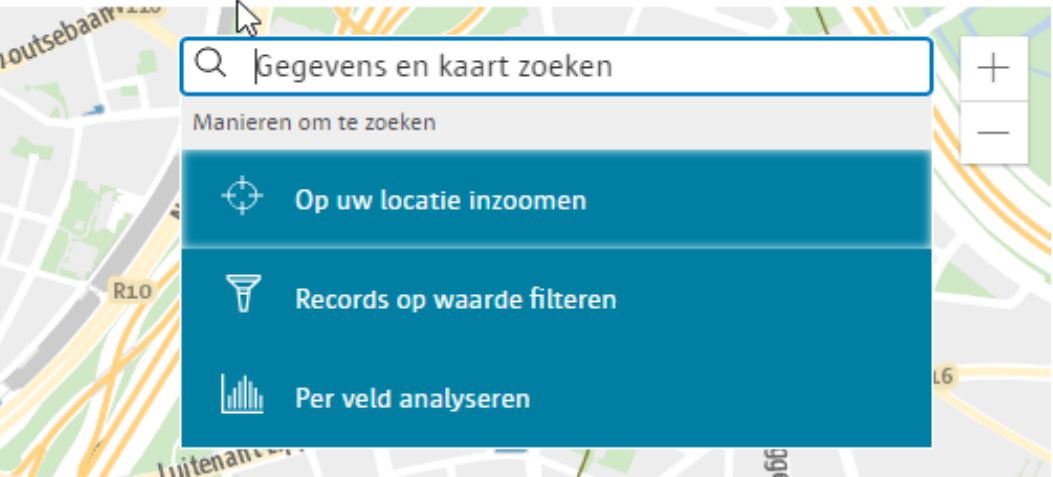 Gegevens en kaart zoeken
Manieren om te zoeken
Op uw locatie inzoomen
R10
Records op waarde filteren
Per veld analyseren